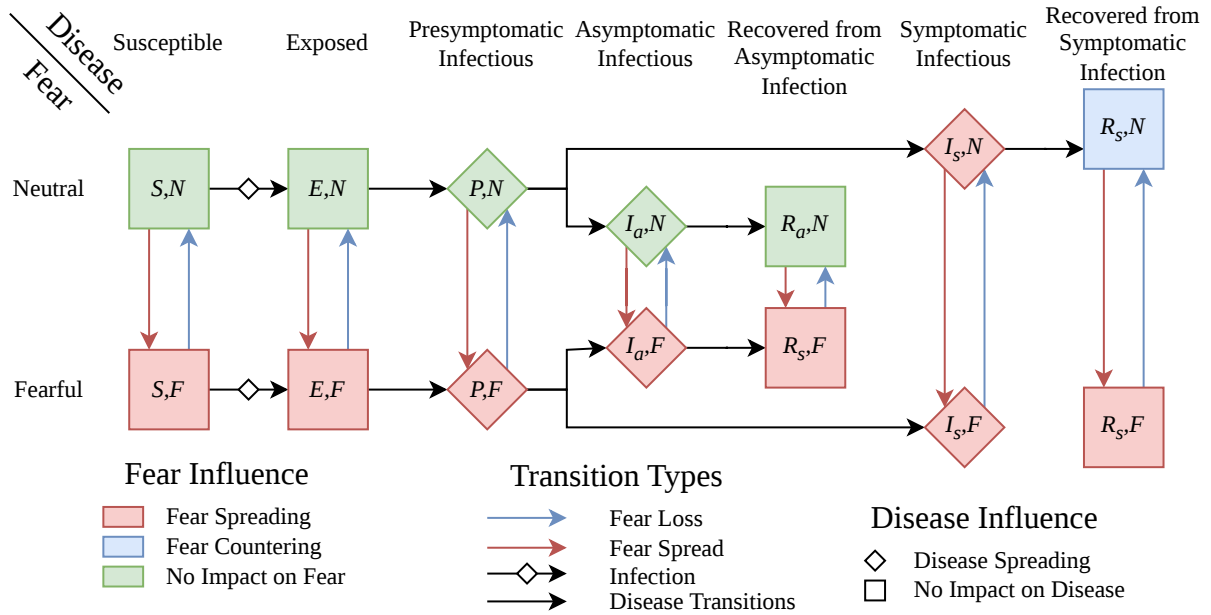 Disease
Fear
Susceptible
Exposed
Presymptomatic
Infectious
Asymptomatic
Infectious
Recovered from
Asymptomatic
Infection
Symptomatic
Infectious
Recovered from
Symptomatic
Infection
Neutral
S,N
E,N
P,N
I_a,N
R_a,N
I_s,N
R_s,N
Fearful
S,F
E,F
P,F
I_a,F
R_s,F
I_s,F
R_s,F
Fear Influence
Fear Spreading
Fear Countering
No Impact on Fear
Transition Types
Fear Loss
Fear Spread
Infection
Disease Transitions
Disease Influence
Disease Spreading
No Impact on Disease